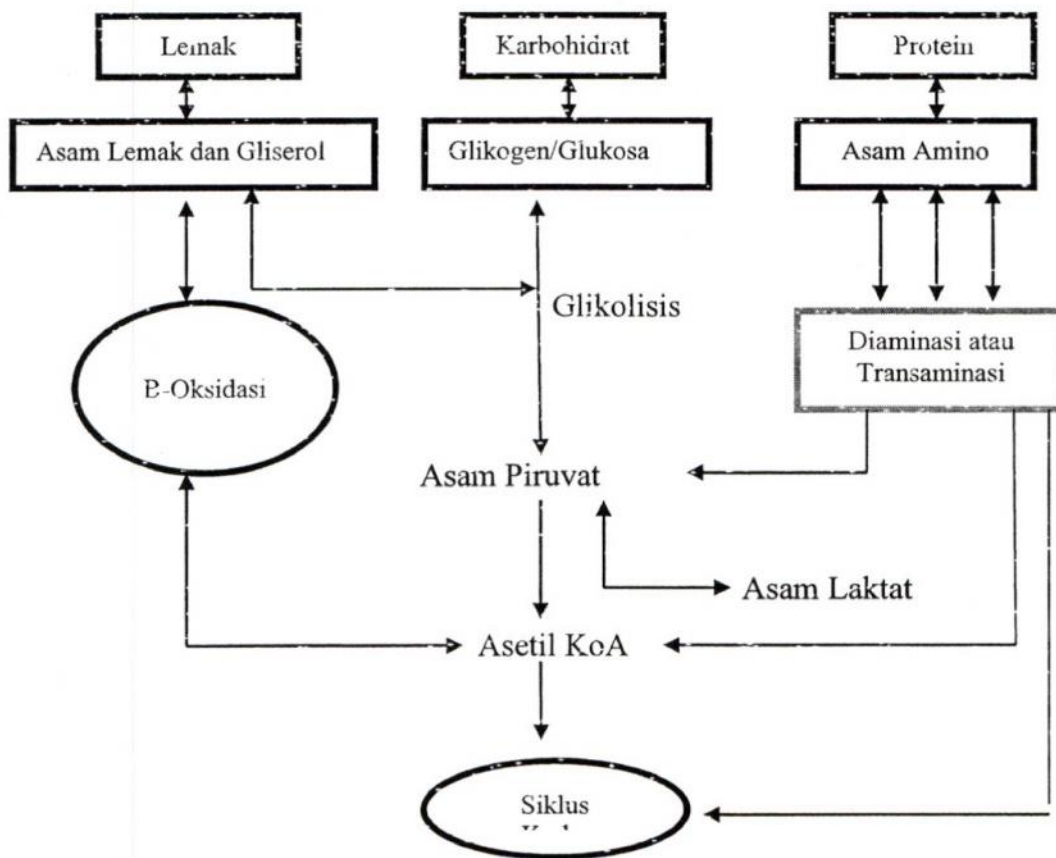 Lemak
Karbohidrat
Protein
Asam Lemak dan Gliserol
Glikogen/Glukosa
Asam Amino
Glikolisis
Diaminasi atau
Transaminasi
B-Oksidasi
Asam Piruvat
Asam Laktat
Asetil KoA
Siklus